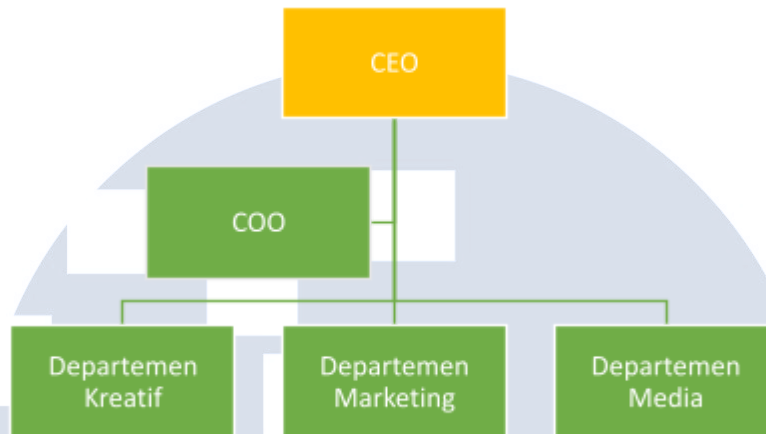 CEO
COO
Departemen
Kreatif
Departemen
Marketing
Departemen
Media